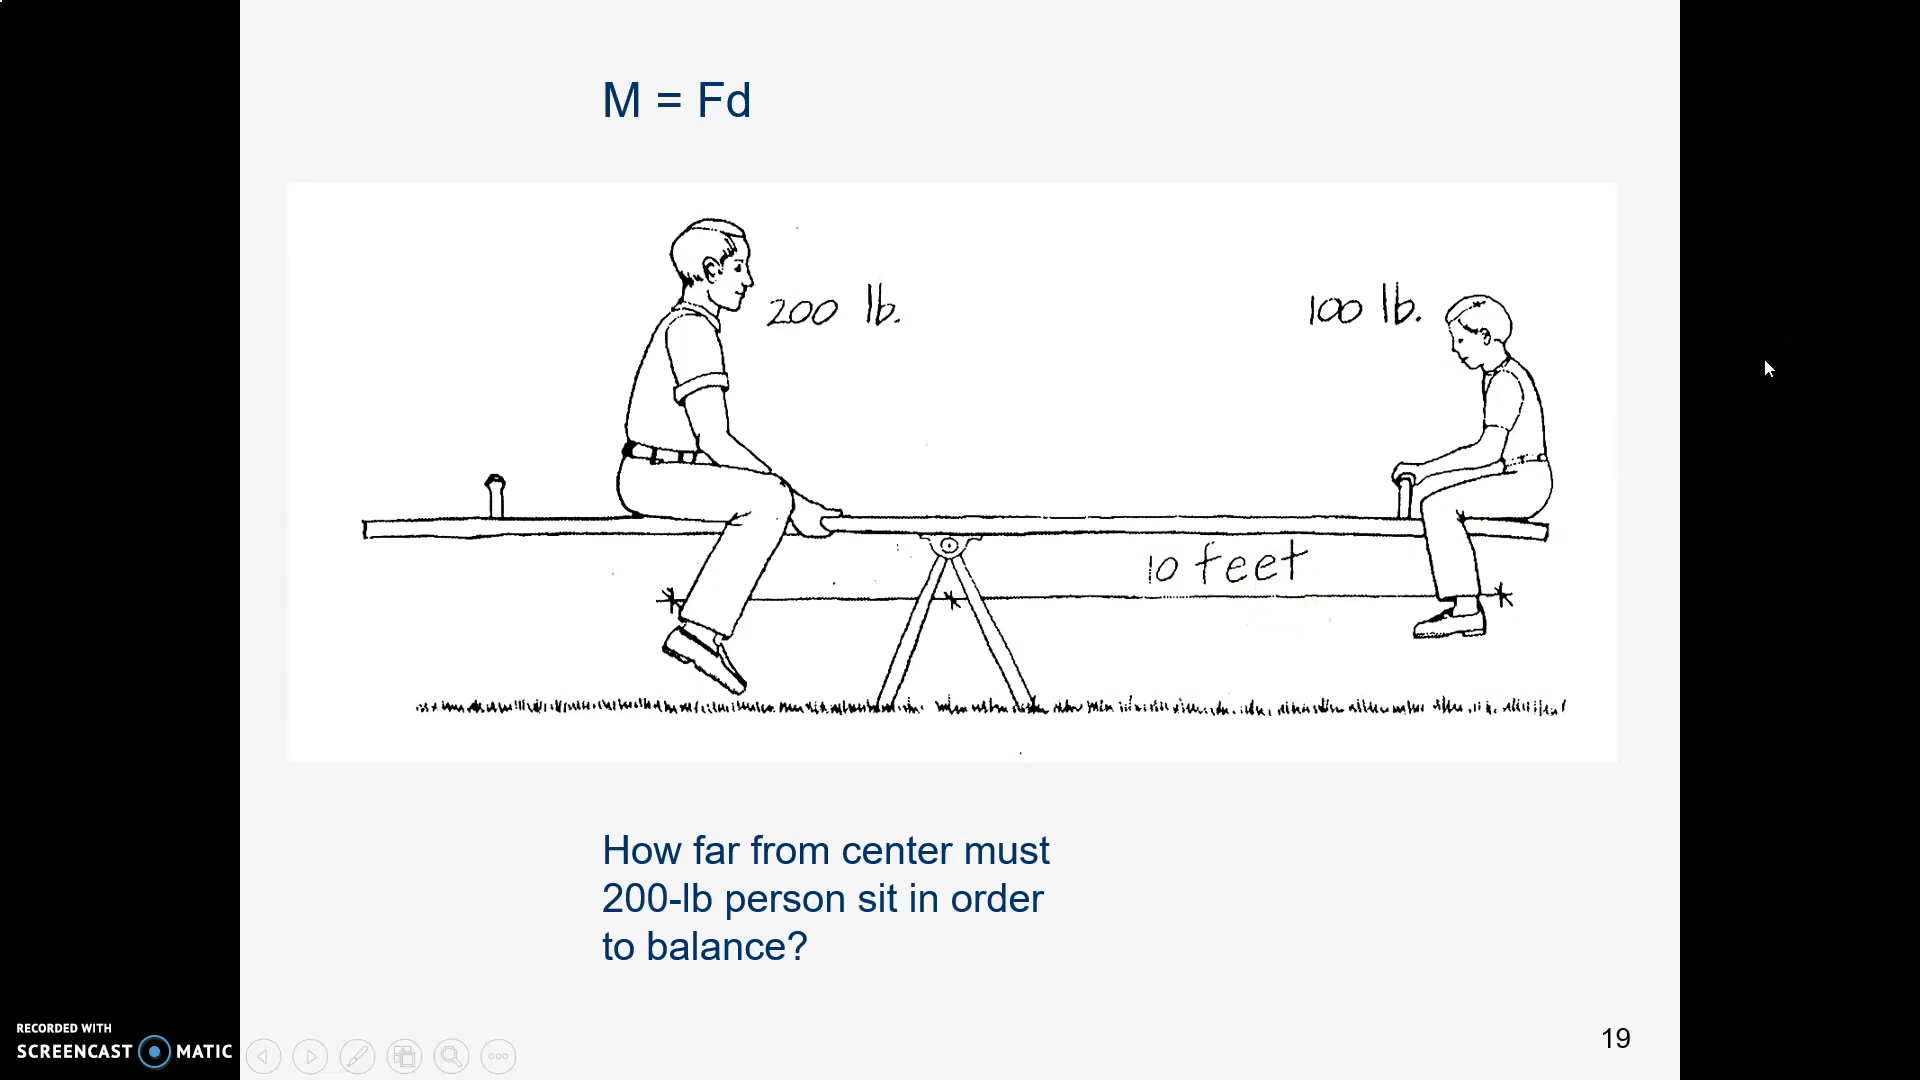 M = Fd
200 lb.
100 lb.
10 feet
How far from center must
200-lb person sit in order
to balance?
19
RECORDED WITH
SCREENCAST MATIC